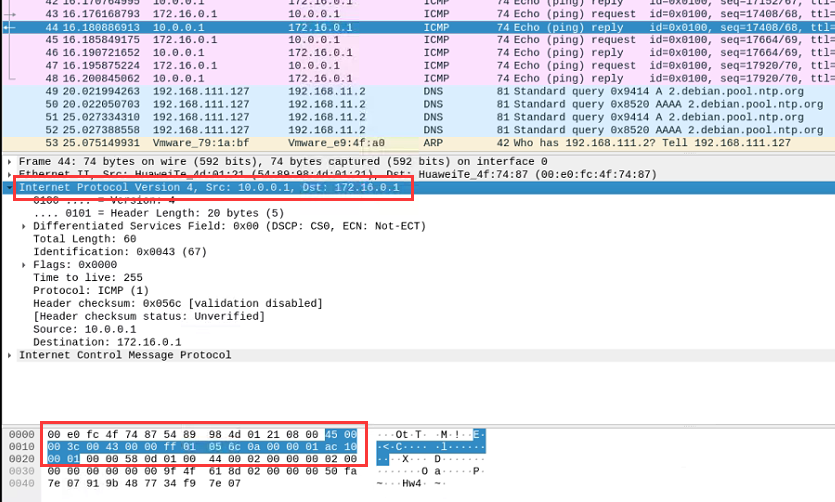 42 16.170764995 10.0.0.1 172.16.0.1 ICMP 74 Echo (ping) reply id=0x0100, seq=17152/67, ttl=
43 16.176168793 172.16.0.1 10.0.0.1 ICMP 74 Echo (ping) request id=0x0100, seq=17408/68, ttl=
44 16.180886913 10.0.0.1 172.16.0.1 ICMP 74 Echo (ping) reply id=0x0100, seq=17408/68, ttl=
45 16.185849175 172.16.0.1 10.0.0.1 ICMP 74 Echo (ping) request id=0x0100, seq=17664/69, ttl=
46 16.190721652 10.0.0.1 172.16.0.1 ICMP 74 Echo (ping) reply id=0x0100, seq=17664/69, ttl=
47 16.195875224 172.16.0.1 10.0.0.1 ICMP 74 Echo (ping) request id=0x0100, seq=17920/70, ttl=
48 16.200845062 10.0.0.1 172.16.0.1 ICMP 74 Echo (ping) reply id=0x0100, seq=17920/70, ttl=
49 20.021994263 192.168.111.127 192.168.11.2 DNS 81 Standard query 0x9414 A 2.debian.pool.ntp.org
50 20.022050703 192.168.111.127 192.168.11.2 DNS 81 Standard query 0x8520 AAAA 2.debian.pool.ntp.org
51 25.027334310 192.168.111.127 192.168.11.2 DNS 81 Standard query 0x9414 A 2.debian.pool.ntp.org
52 25.027388558 192.168.111.127 192.168.11.2 DNS 81 Standard query 0x8520 AAAA 2.debian.pool.ntp.org
53 25.075149931 Vmware_79:1a:bf Vmware_e9:4f:a0 ARP 42 Who has 192.168.111.2? Tell 192.168.111.127
Frame 44: 74 bytes on wire (592 bits), 74 bytes captured (592 bits) on interface 0
Ethernet II, Src: HuaweiTe_4d:01:21 (54:89:98:4d:01:21), Dst: HuaweiTe_4f:74:87 (00:e0:fc:4f:74:87)
Internet Protocol Version 4, Src: 10.0.0.1, Dst: 172.16.0.1
0100 .... = Version: 4
.... 0101 = Header Length: 20 bytes (5)
Differentiated Services Field: 0x00 (DSCP: CS0, ECN: Not-ECT)
Total Length: 60
Identification: 0x0043 (67)
Flags: 0x0000
Time to live: 255
Protocol: ICMP (1)
Header checksum: 0x056c [validation disabled]
[Header checksum status: Unverified]
Source: 10.0.0.1
Destination: 172.16.0.1
Internet Control Message Protocol
0000 00 e0 fc 4f 74 87 54 89 98 4d 01 21 08 00 45 00 ···Ot·T· ·M·!··E·
0010 00 3c 00 43 00 00 ff 01 05 6c 0a 00 00 01 ac 10 ·<·C···· ·l······
0020 00 01 00 00 58 0d 01 00 44 00 02 00 00 00 02 00 ····X··· D·······
0030 00 00 00 00 00 00 9f 4f 61 8d 02 00 00 00 50 fa ·······O a·····P·
0040 7e 07 91 9b 48 77 34 f9 7e 07 ~···Hw4· ~·